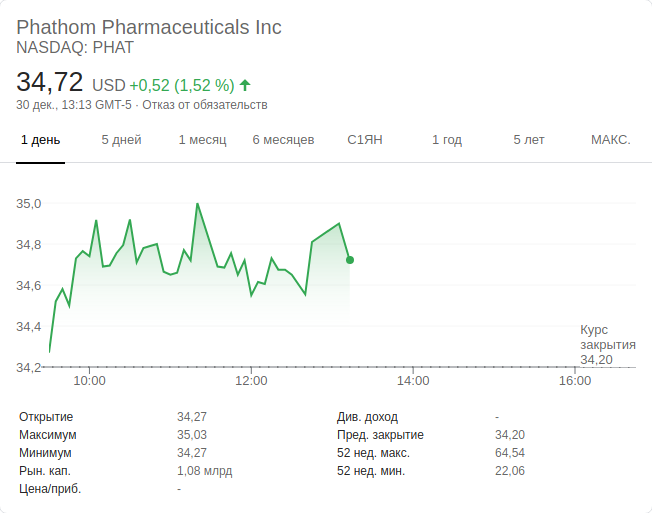 Phathom Pharmaceuticals Inc
NASDAQ: PHAT
34,72 USD +0,52 (1,52 %)
30 дек., 13:13 GMT-5 · Отказ от обязательств
1 день 5 дней 1 месяц 6 месяцев С1ЯН 1 год 5 лет МАКС.
35,0
34,8
34,6
34,4
34,2
Курс
закрытия
34,20
10:00 12:00 14:00 16:00
Открытие 34,27 Див. доход -
Максимум 35,03 Пред. закрытие 34,20
Минимум 34,27 52 нед. макс. 64,54
Рын. кап. 1,08 млрд 52 нед. мин. 22,06
Цена/приб. -